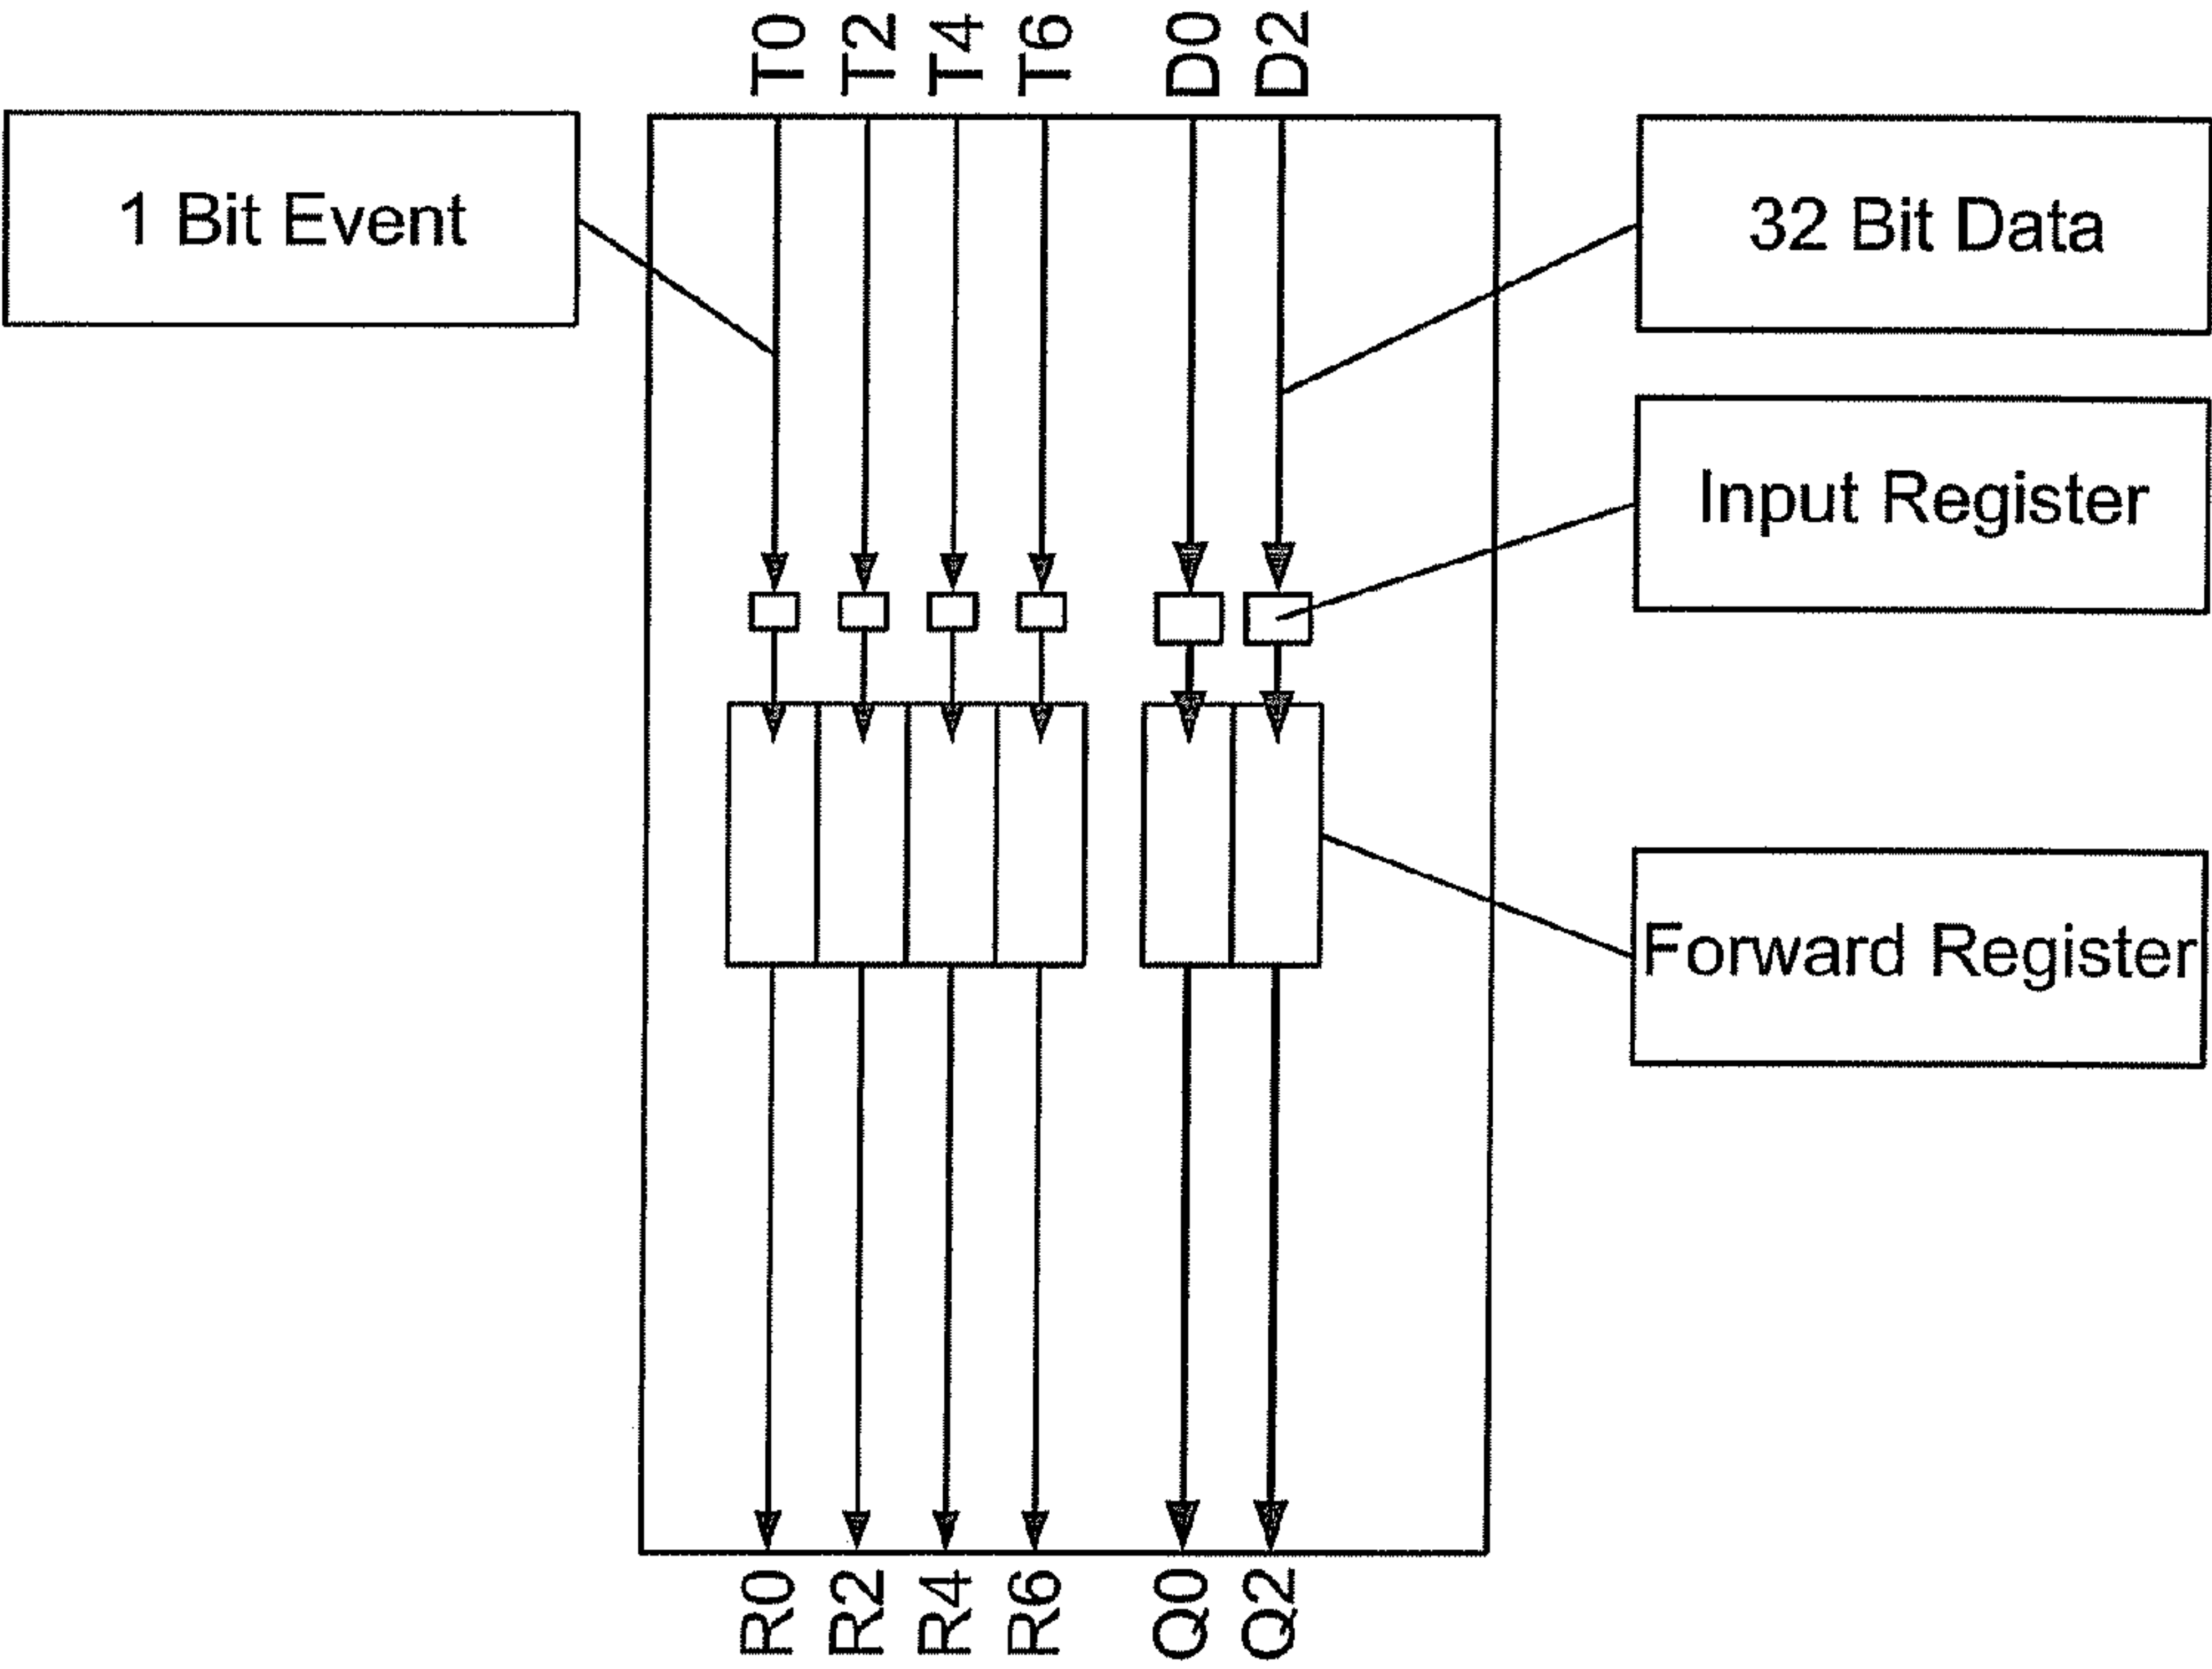 T0
T2
T4
T6
D0
D2
1 Bit Event
32 Bit Data
Input Register
Forward Register
R0
R2
R4
R6
Q0
Q2